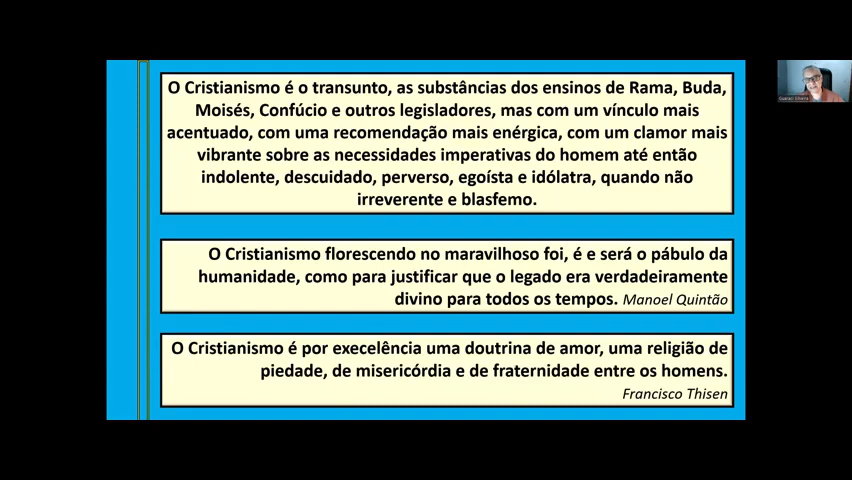 O Cristianismo é o transunto, as substâncias dos ensinos de Rama, Buda,
Moisés, Confúcio e outros legisladores, mas com um vínculo mais
acentuado, com uma recomendação mais enérgica, com um clamor mais
vibrante sobre as necessidades imperativas do homem até então
indolente, descuidado, perverso, egoísta e idólatra, quando não
irreverente e blasfemo.
O Cristianismo florescendo no maravilhoso foi, é e será o pábulo da
humanidade, como para justificar que o legado era verdadeiramente
divino para todos os tempos. Manoel Quintão
O Cristianismo é por execelência uma doutrina de amor, uma religião de
piedade, de misericórdia e de fraternidade entre os homens.
Francisco Thisen